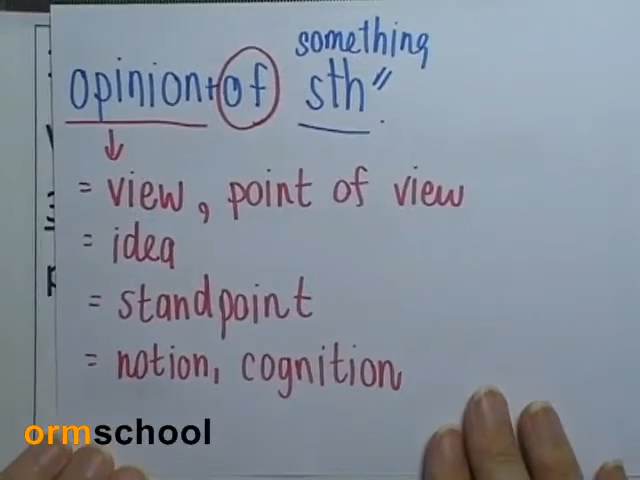 something
opinion + of sth"
= view, point of view
= idea
= standpoint
= notion, cognition
ormschool